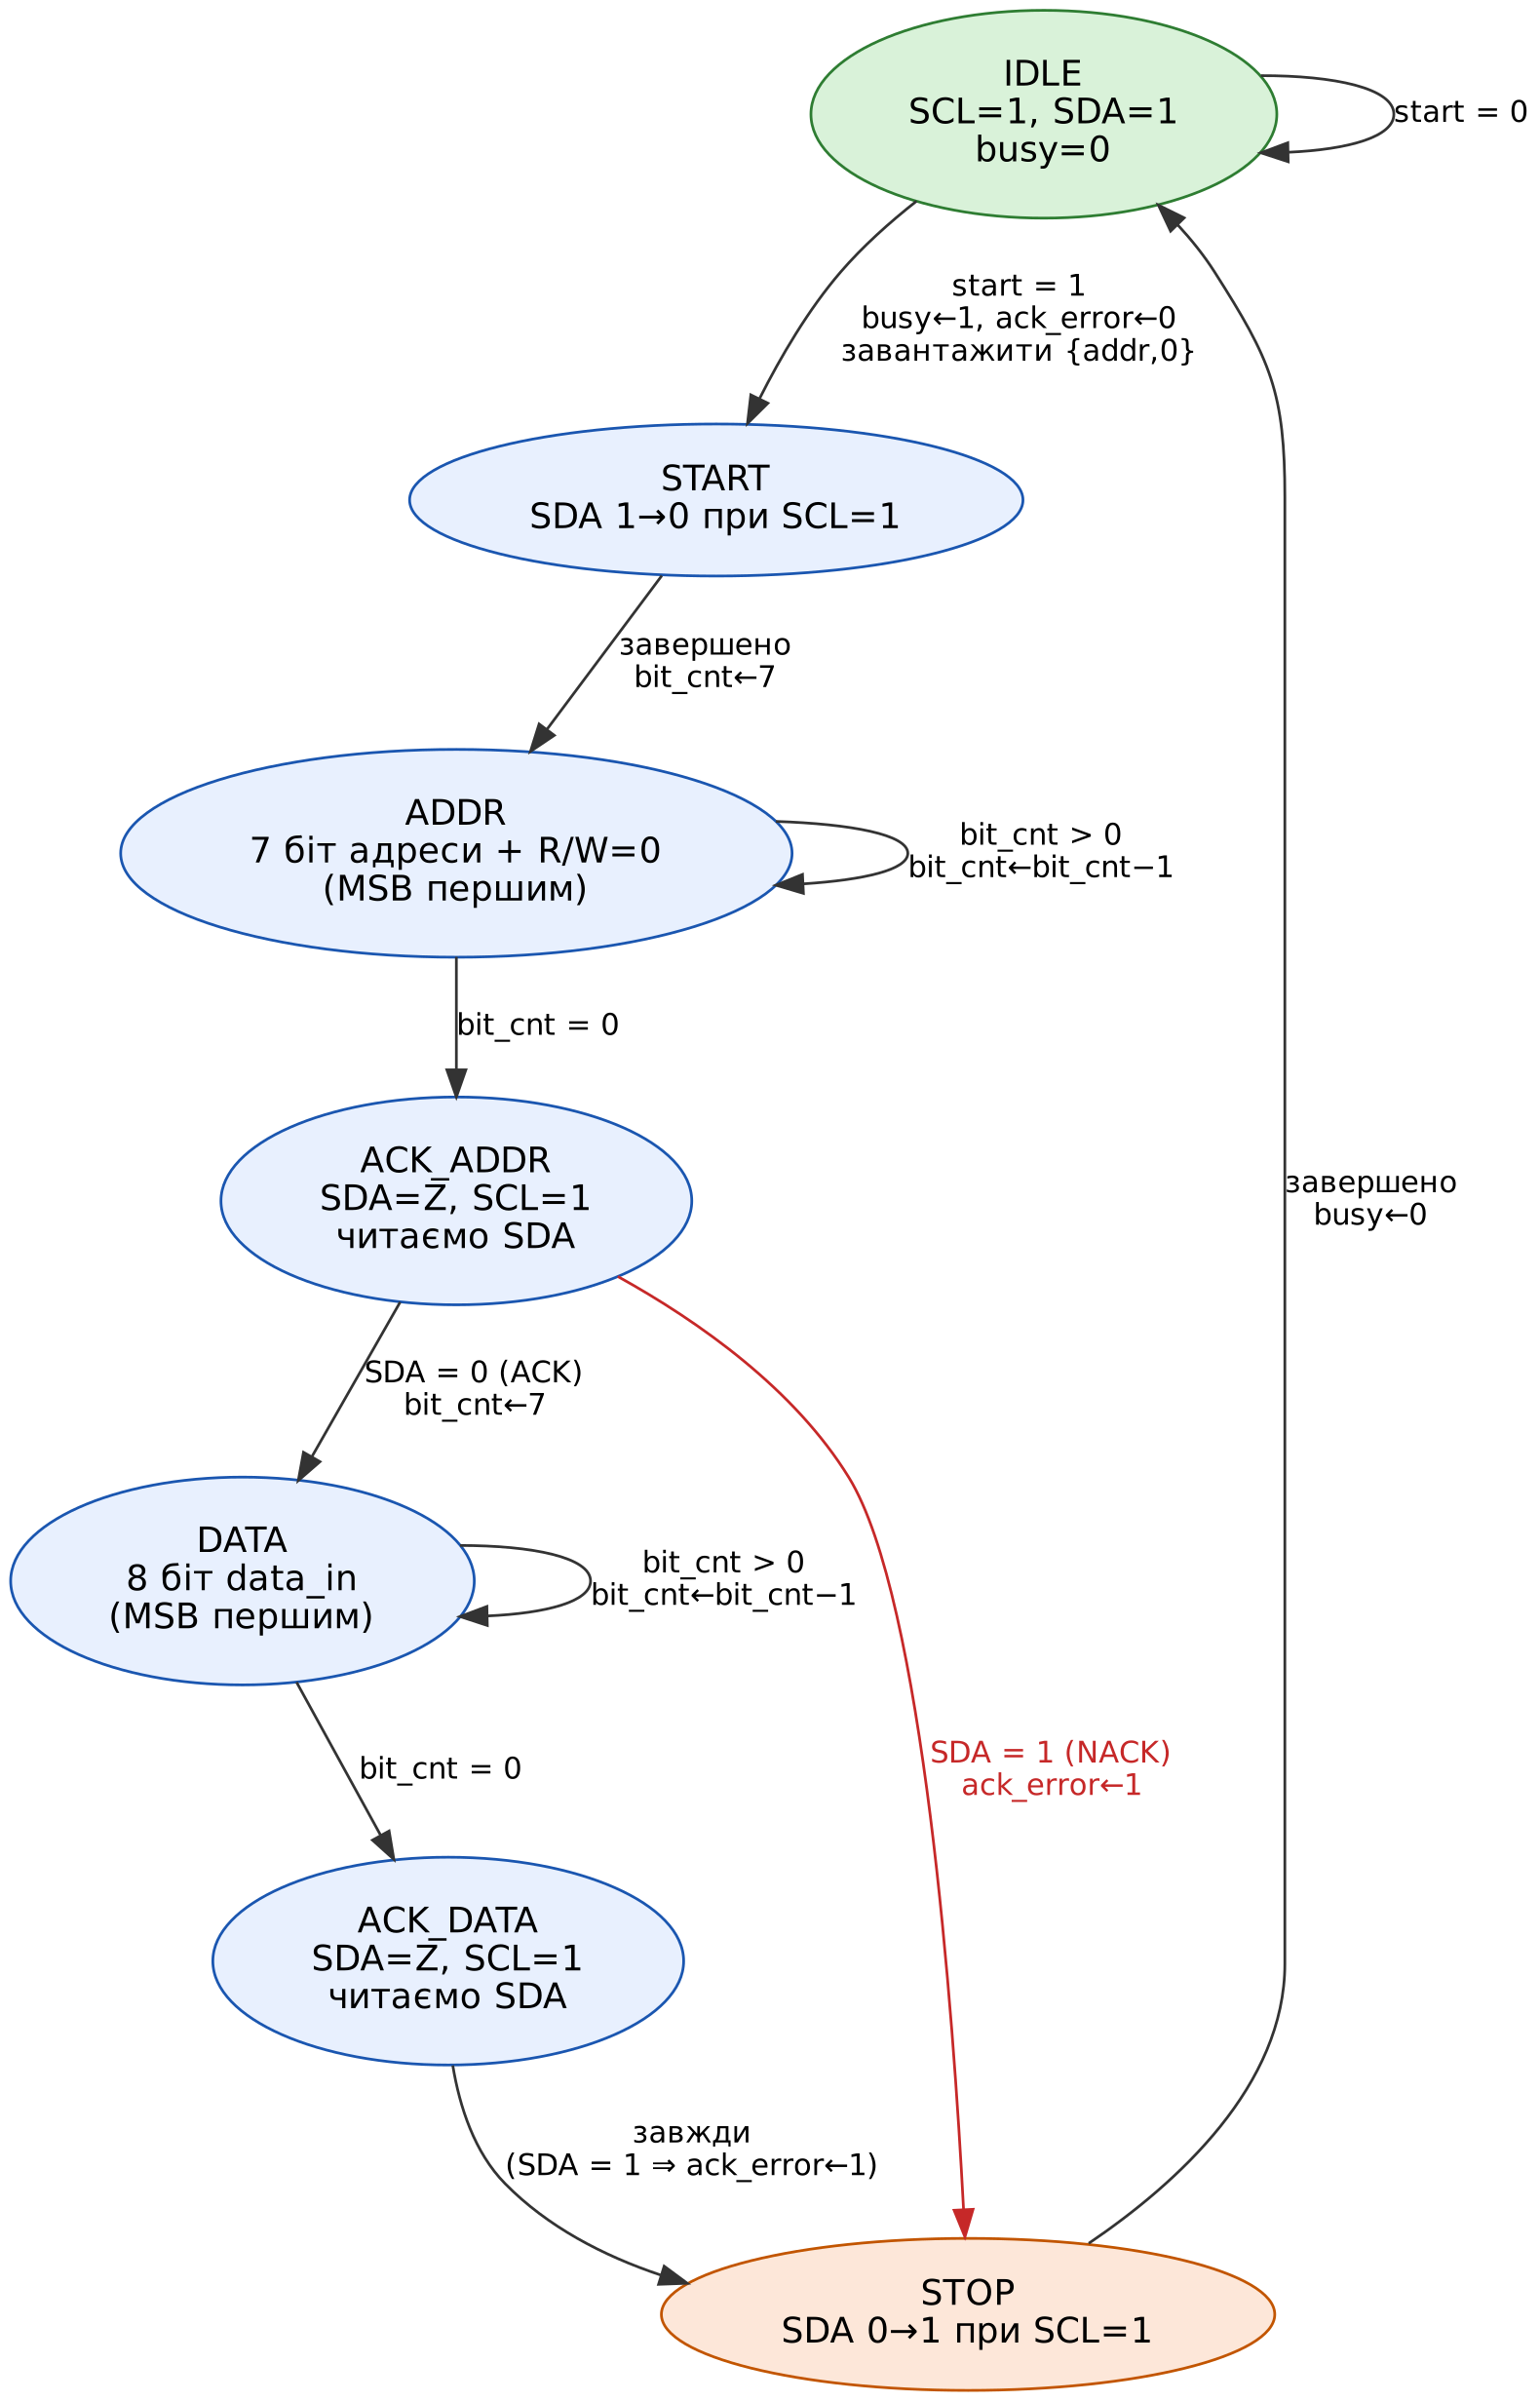 IDLE
SCL=1, SDA=1
busy=0
start = 0
start = 1
busy←1, ack_error←0
завантажити {addr,0}
START
SDA 1→0 при SCL=1
завершено
bit_cnt←7
ADDR
7 біт адреси + R/W=0
(MSB першим)
bit_cnt > 0
bit_cnt←bit_cnt−1
bit_cnt = 0
ACK_ADDR
SDA=Z, SCL=1
читаємо SDA
завершено
busy←0
SDA = 0 (ACK)
bit_cnt←7
DATA
8 біт data_in
(MSB першим)
bit_cnt > 0
bit_cnt←bit_cnt−1
bit_cnt = 0
SDA = 1 (NACK)
ack_error←1
ACK_DATA
SDA=Z, SCL=1
читаємо SDA
завжди
(SDA = 1 ⇒ ack_error←1)
STOP
SDA 0→1 при SCL=1